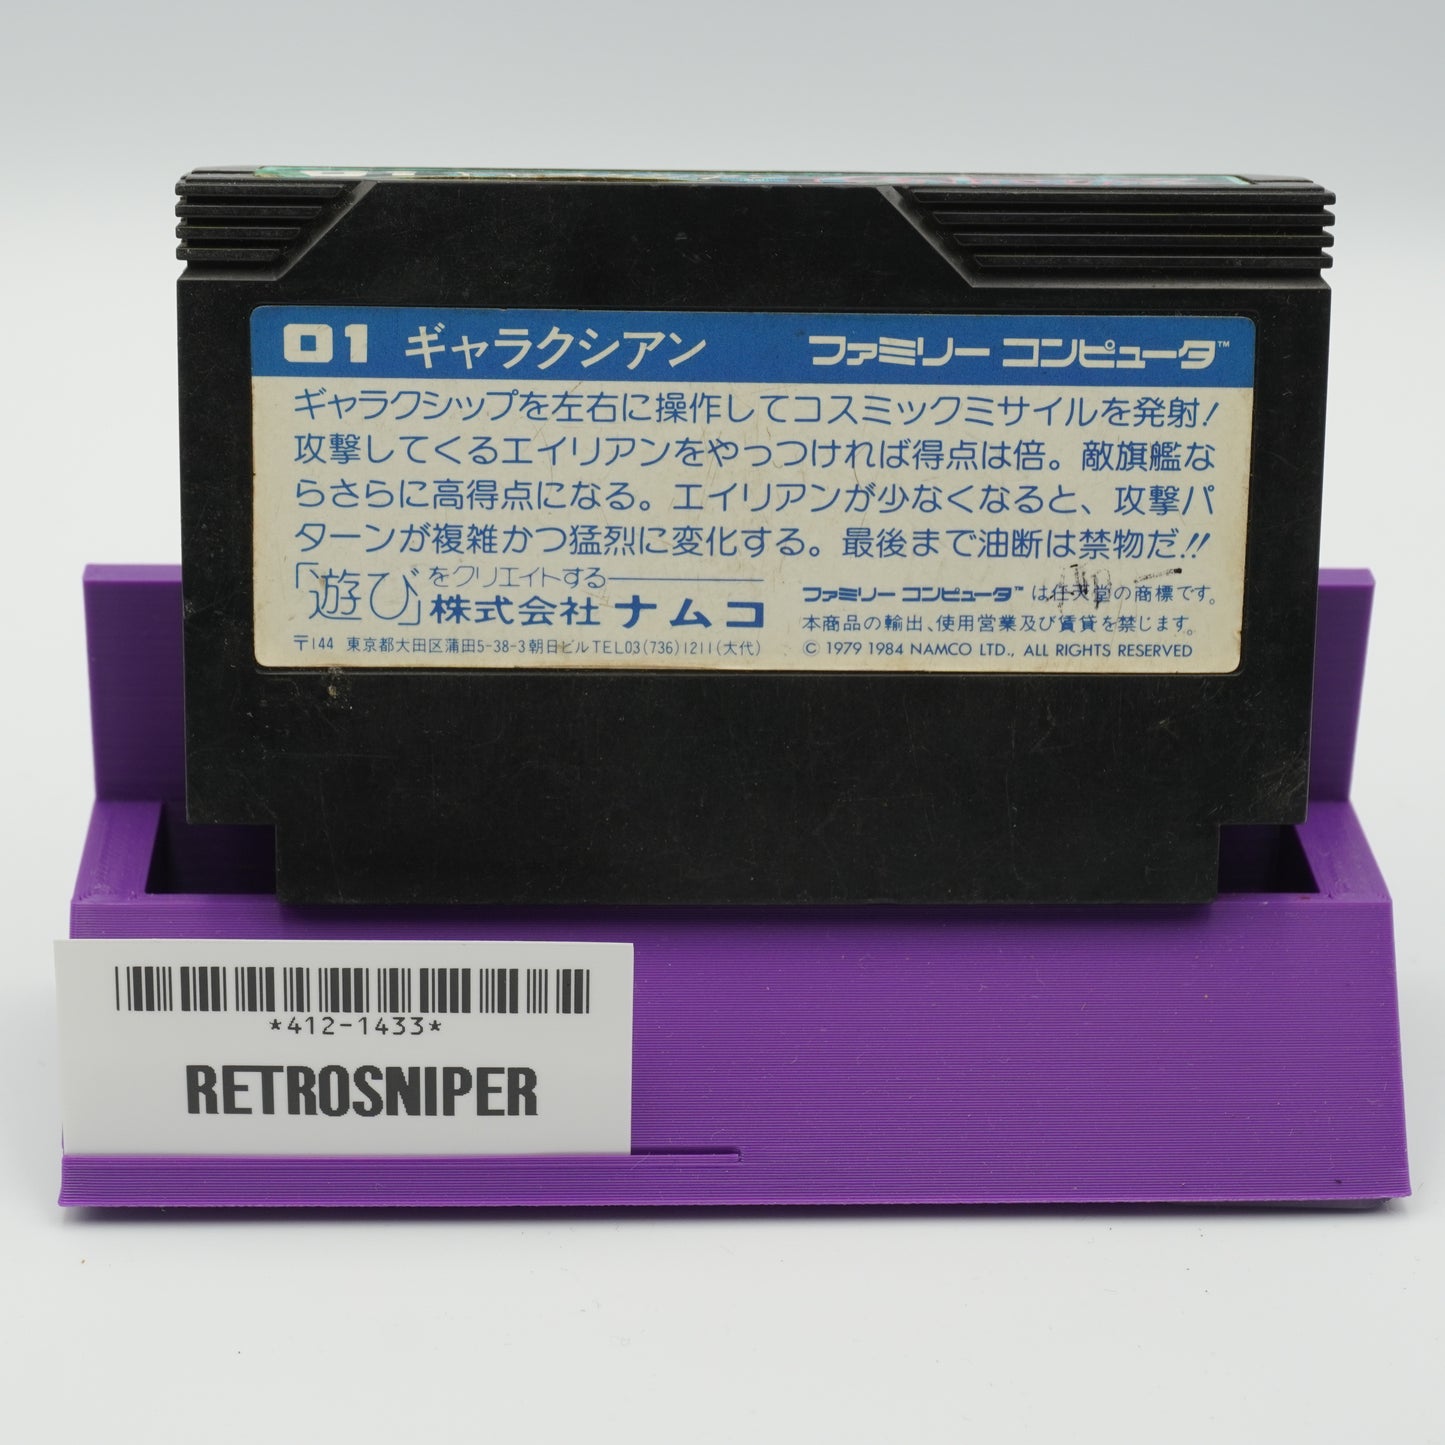 01 ギャラクシアン ファミリー コンピュータ™
ギャラクシップを左右に操作してコスミックミサイルを発射!
攻撃してくるエイリアンをやっつければ得点は倍。敵旗艦な
らさらに高得点になる。エイリアンが少なくなると、攻撃パ
ターンが複雑かつ猛烈に変化する。最後まで油断は禁物だ!!
「遊び」をクリエイトする
株式会社ナムコ
〒144 東京都大田区蒲田5-38-3朝日ビル TEL03(736)1211(大代)
ファミリー コンピュータ™は任天堂の商標です。
本商品の輸出、使用営業及び賃貸を禁じます。
© 1979 1984 NAMCO LTD., ALL RIGHTS RESERVED
*412-1433*
RETROSNIPER